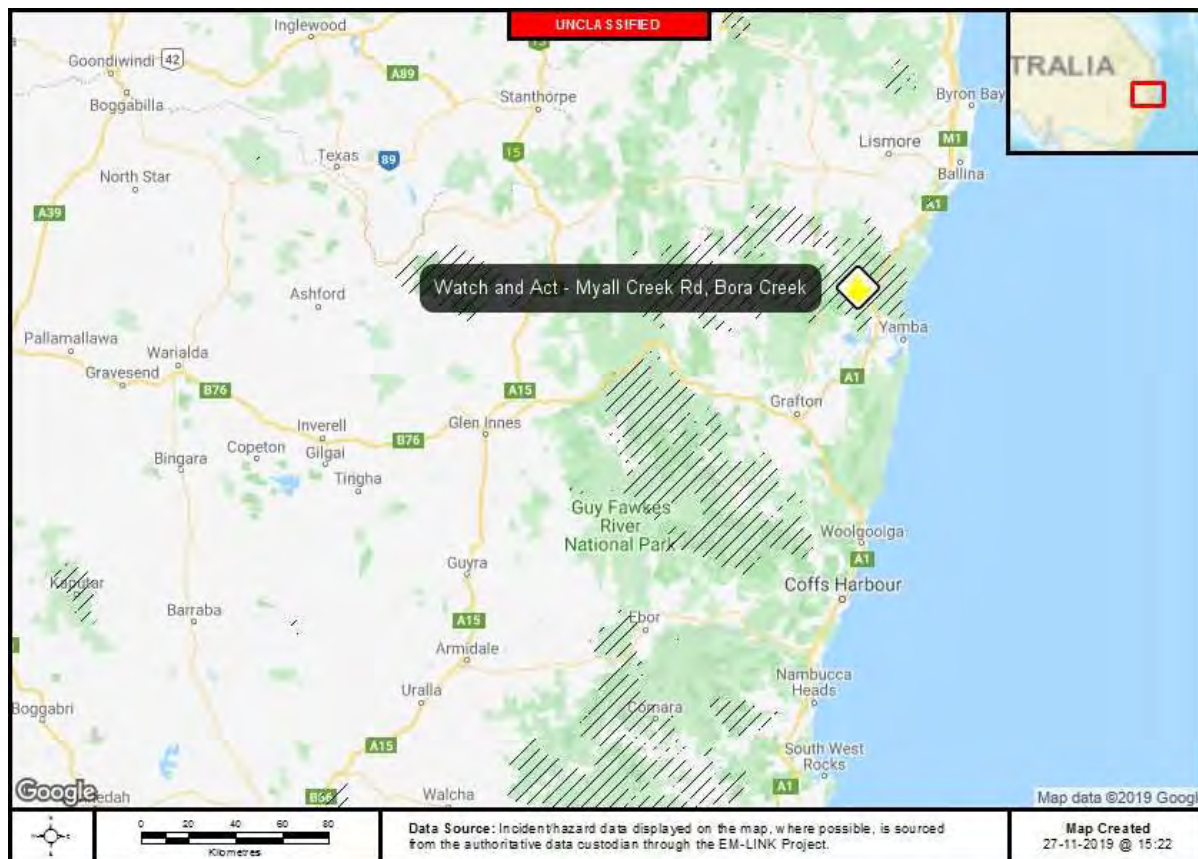 UNCLASSIFIED
TRALIA
Inglewood
Goondiwindi
42
Boggabilla
A89
15
Stanthorpe
Byron Bay
Lismore
M1
Ballina
Texas
89
15
North Star
A39
A1
Watch and Act - Myall Creek Rd, Bora Creek
Ashford
Yamba
Pallamallawa
Warialda
Gravesend
B76
A15
A1
Grafton
Glen Innes
Inverell
B76
Copeton
Gilgai
Bingara
Tingha
Guy Fawkes
River
National Park
Woolgoolga
A1
Coffs Harbour
Guyra
Kaputar
Barraba
A15
Ebor
Armidale
Nambucca
Heads
Uralla
Comara
Boggabri
A15
South West
Rocks
A1
Google
B56
Walcha
Map data ©2019 Google
0 20 40 60 80
Kilometres
Data Source: Incident/hazard data displayed on the map, where possible, is sourced
from the authoritative data custodian through the EM-LINK Project.
Map Created
27-11-2019 @ 15:22